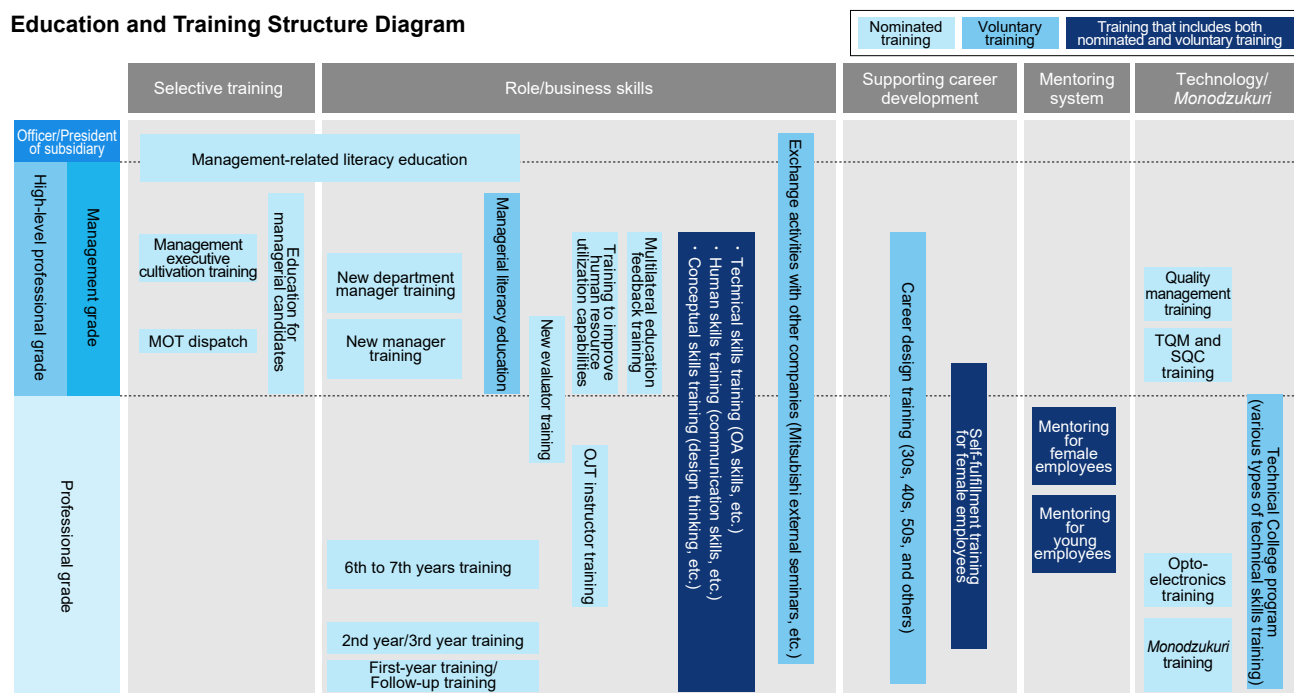 Education and Training Structure Diagram
Nominated
training
Voluntary
training
Training that includes both
nominated and voluntary training
Selective training
Role/business skills
Supporting career
development
Mentoring
system
Technology/
Monodzukuri
Officer/President
of subsidiary
High-level professional grade
Management grade
Professional grade
Management-related literacy education
Management
executive
cultivation training
MOT dispatch
Education for
managerial candidates
New department
manager training
New manager
training
Managerial literacy education
New evaluator training
Training to improve
human resource
utilization capabilities
OJT instructor training
Multilateral education
feedback training
・Technical skills training (OA skills, etc.)
・Human skills training (communication skills, etc.)
・Conceptual skills training (design thinking, etc.)
Exchange activities with other companies (Mitsubishi external seminars, etc.)
6th to 7th years training
2nd year/3rd year training
First-year training/
Follow-up training
Career design training (30s, 40s, 50s, and others)
Self-fulfillment training
for female employees
Mentoring
for
female
employees
Mentoring
for
young
employees
Quality
management
training
TQM and
SQC
training
Opto-
electronics
training
Monodzukuri
training
Technical College program
(various types of technical skills training)